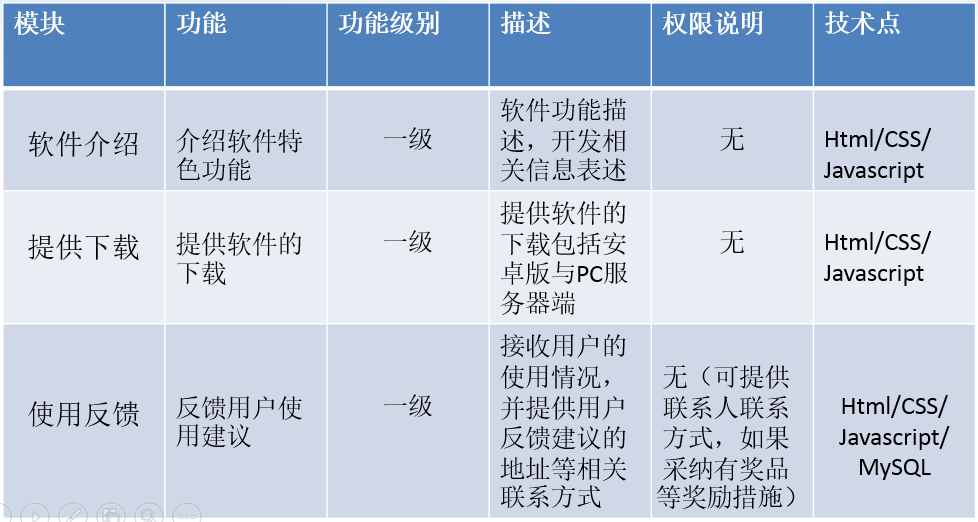 模块
功能
功能级别
描述
权限说明
技术点
软件介绍
介绍软件特
色功能
一级
软件功能描
述，开发相
关信息表述
无
Html/CSS/
Javascript
提供下载
提供软件的
下载
一级
提供软件的
下载包括安
卓版与PC服
务器端
无
Html/CSS/
Javascript
使用反馈
反馈用户使
用建议
一级
接收用户的
使用情况，
并提供用户
反馈建议的
地址等相关
联系方式
无（可提供
联系人联系
方式，如果
采纳有奖品
等奖励措施）
Html/CSS/
Javascript/
MySQL